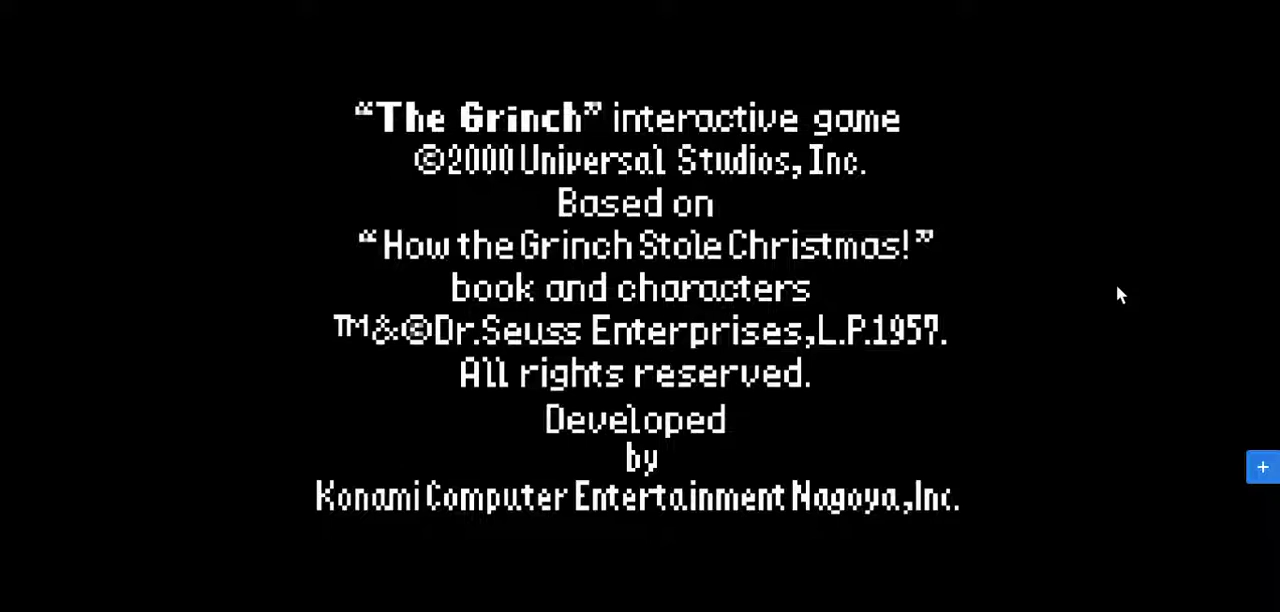 “The Grinch” interactive game
©2000 Universal Studios, Inc.
Based on
“How the Grinch Stole Christmas!”
book and characters
™&©Dr.Seuss Enterprises,L.P.1957.
All rights reserved.
Developed
by
Konami Computer Entertainment Nagoya,Inc.
+